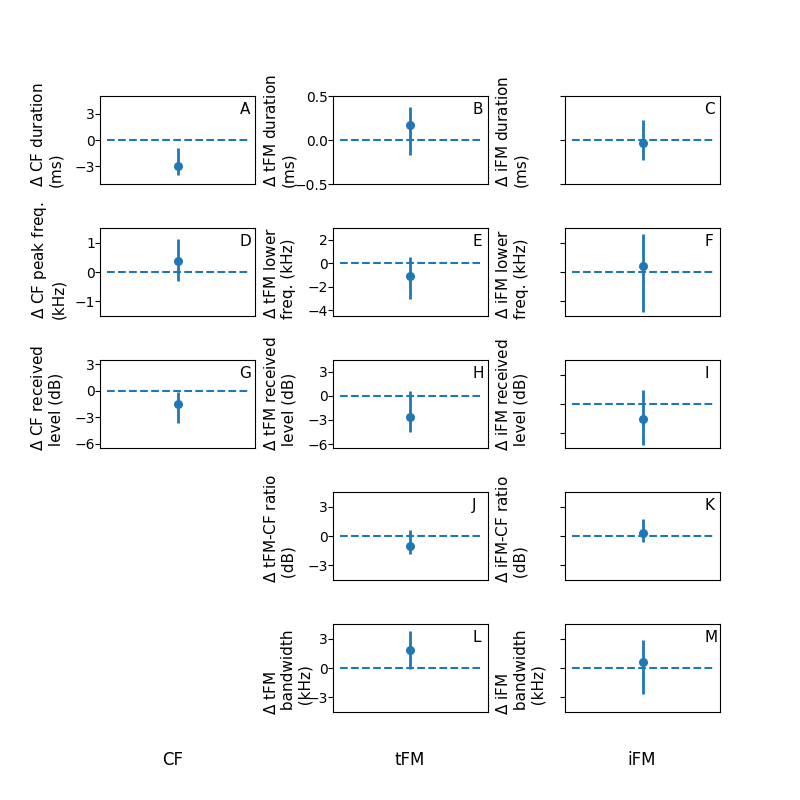 Δ CF duration
(ms)
3
0
−3
A
Δ tFM duration
(ms)
0.5
0.0
−0.5
B
Δ iFM duration
(ms)
C
Δ CF peak freq.
(kHz)
1
0
−1
D
Δ tFM lower
freq. (kHz)
2
0
−2
−4
E
Δ iFM lower
freq. (kHz)
F
Δ CF received
level (dB)
3
0
−3
−6
G
Δ tFM received
level (dB)
3
0
−3
−6
H
Δ iFM received
level (dB)
I
Δ tFM-CF ratio
(dB)
3
0
−3
J
Δ iFM-CF ratio
(dB)
K
Δ tFM
bandwidth
(kHz)
3
0
−3
L
Δ iFM
bandwidth
(kHz)
M
CF
tFM
iFM